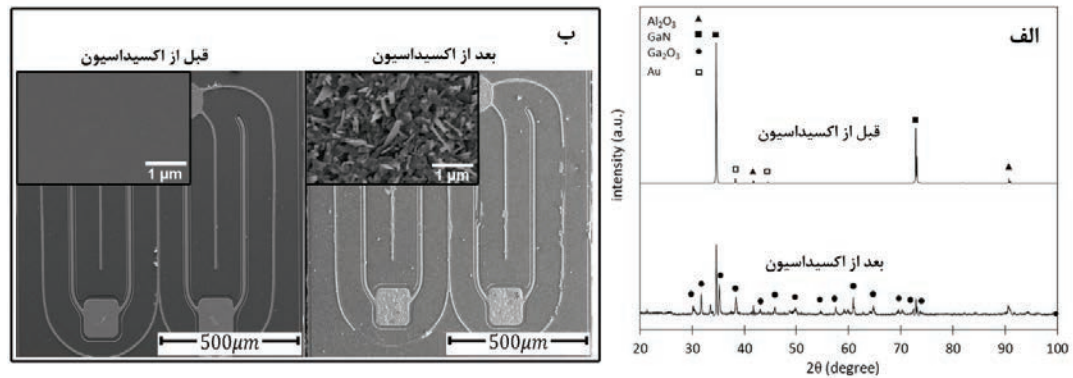 الف
Al₂O₃ ▲
GaN ■
Ga₂O₃ ●
Au □
قبل از اکسیداسیون
بعد از اکسیداسیون
intensity (a.u.)
20 30 40 50 60 70 80 90 100
2θ (degree)
ب
بعد از اکسیداسیون
قبل از اکسیداسیون
1 μm
1 μm
500μm
500μm